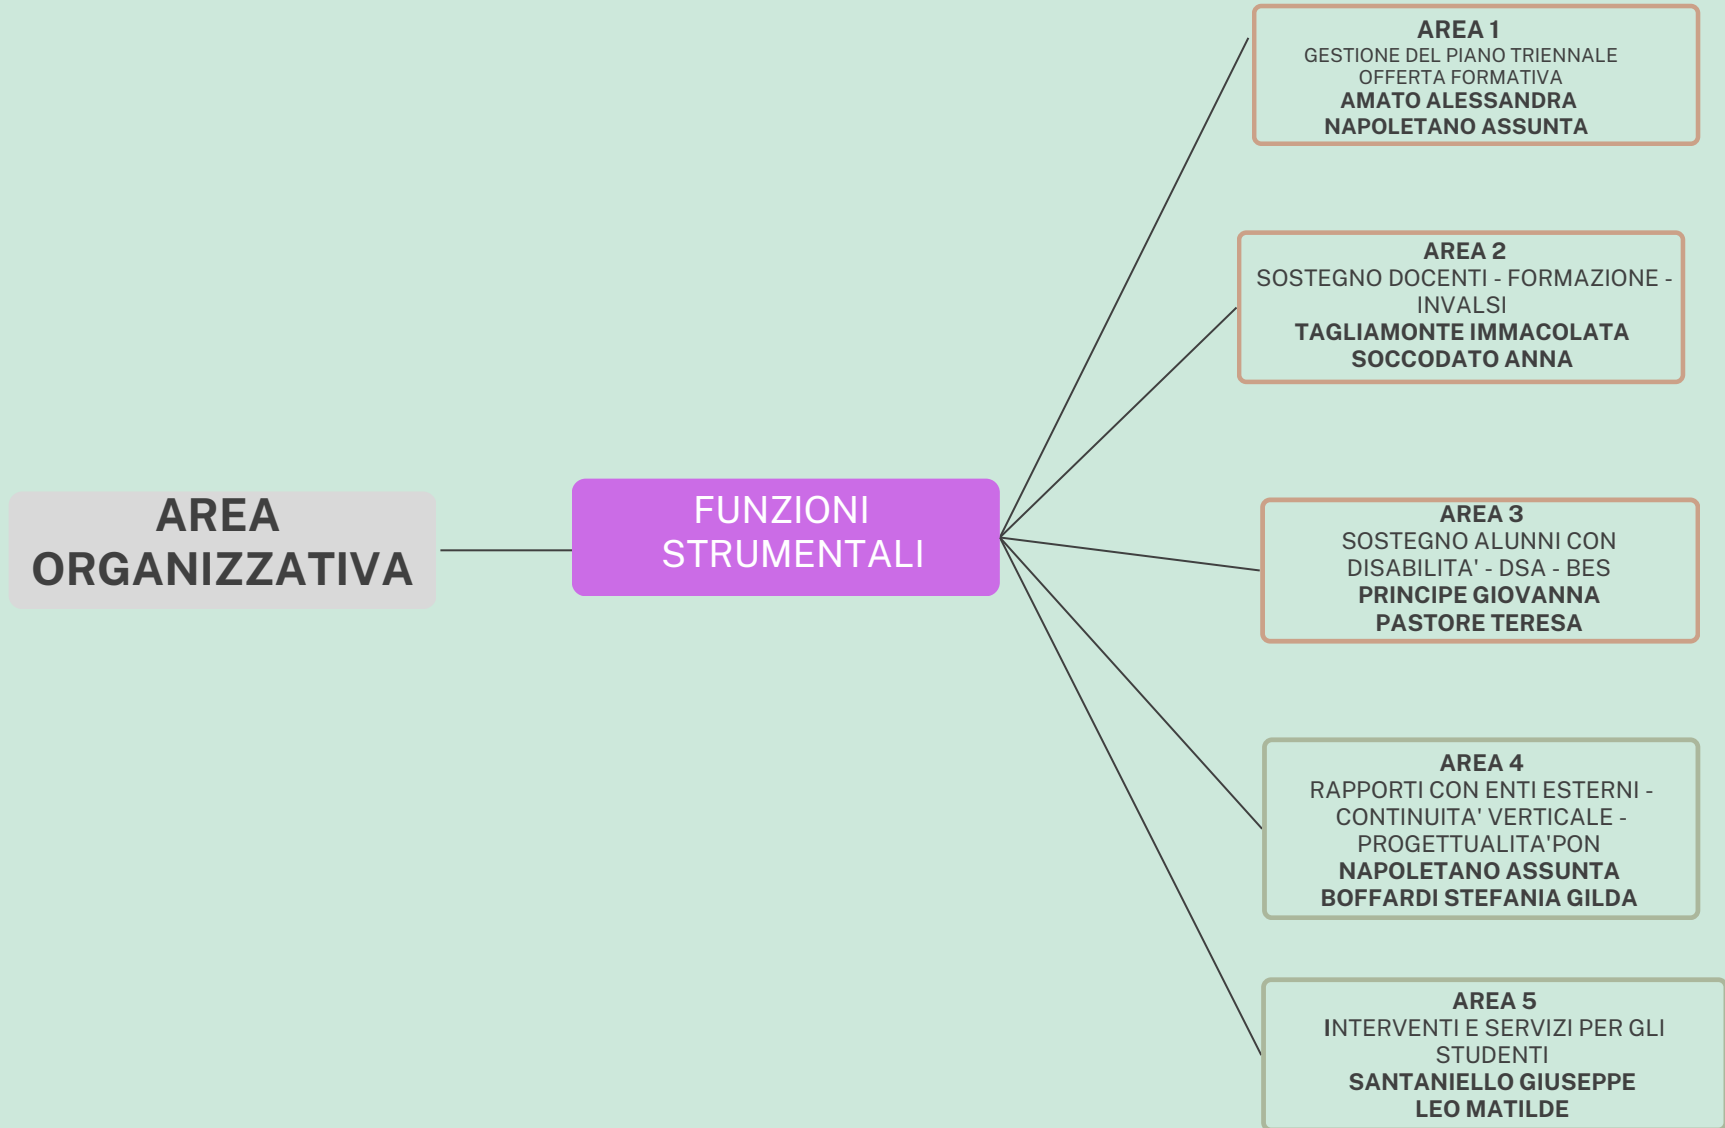 AREA
ORGANIZZATIVA
FUNZIONI
STRUMENTALI
AREA 1
GESTIONE DEL PIANO TRIENNALE
OFFERTA FORMATIVA
AMATO ALESSANDRA
NAPOLETANO ASSUNTA
AREA 2
SOSTEGNO DOCENTI - FORMAZIONE -
INVALSI
TAGLIAMONTE IMMACOLATA
SOCCODATO ANNA
AREA 3
SOSTEGNO ALUNNI CON
DISABILITA' - DSA - BES
PRINCIPE GIOVANNA
PASTORE TERESA
AREA 4
RAPPORTI CON ENTI ESTERNI -
CONTINUITA' VERTICALE -
PROGETTUALITA'PON
NAPOLETANO ASSUNTA
BOFFARDI STEFANIA GILDA
AREA 5
INTERVENTI E SERVIZI PER GLI
STUDENTI
SANTANIELLO GIUSEPPE
LEO MATILDE